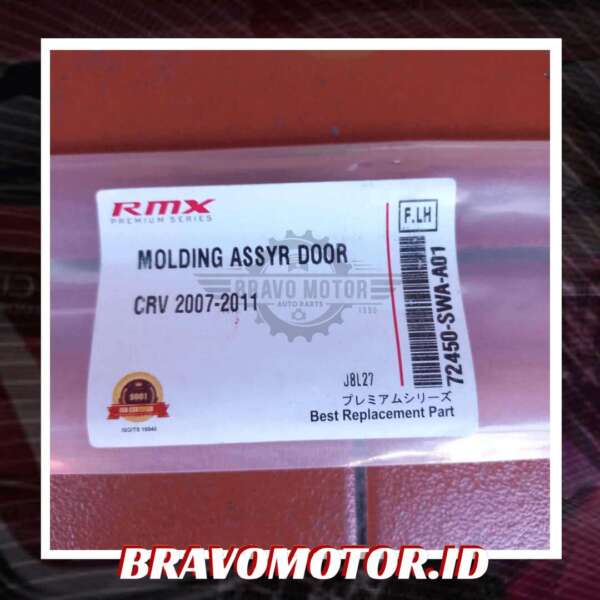 RMX
PREMIUM SERIES
F.LH
MOLDING ASSYR DOOR
BRAVO MOTOR
AUTO PARTS
CRV 2007-2011
72450-SWA-A01
J8L27
9001
プレミアムシリーズ
Best Replacement Part
BRAVOMOTOR.ID